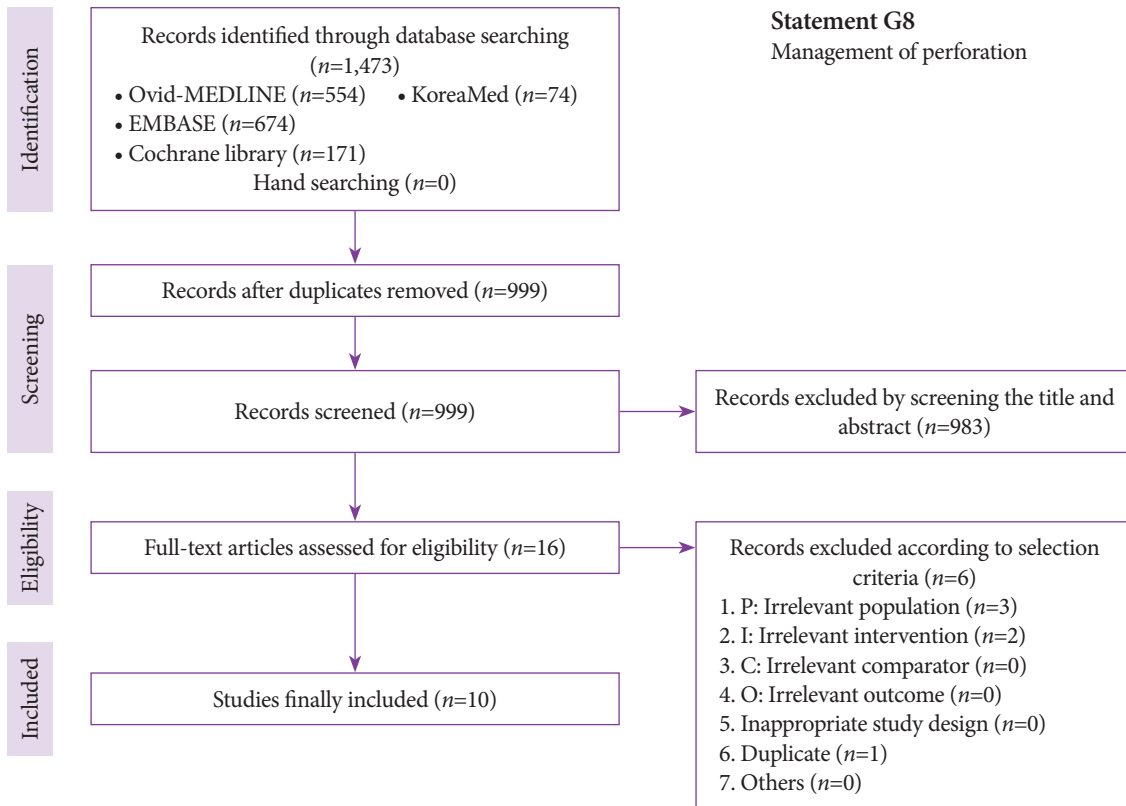 Statement G8
Management of perforation
Identification
Records identified through database searching
(n=1,473)
• Ovid-MEDLINE (n=554) • KoreaMed (n=74)
• EMBASE (n=674)
• Cochrane library (n=171)
Hand searching (n=0)
Screening
Records after duplicates removed (n=999)
Records screened (n=999)
Records excluded by screening the title and
abstract (n=983)
Eligibility
Full-text articles assessed for eligibility (n=16)
Records excluded according to selection
criteria (n=6)
1. P: Irrelevant population (n=3)
2. I: Irrelevant intervention (n=2)
3. C: Irrelevant comparator (n=0)
4. O: Irrelevant outcome (n=0)
5. Inappropriate study design (n=0)
6. Duplicate (n=1)
7. Others (n=0)
Included
Studies finally included (n=10)